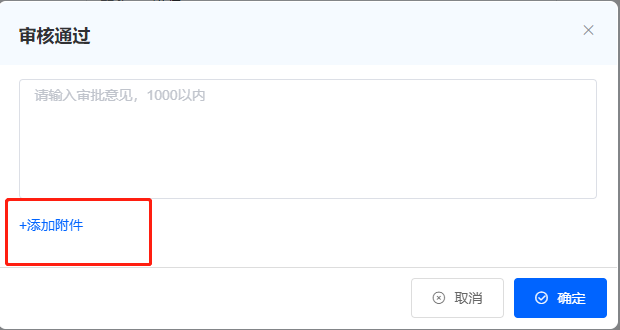 审核通过
请输入审批意见，1000以内
+添加附件
取消
确定